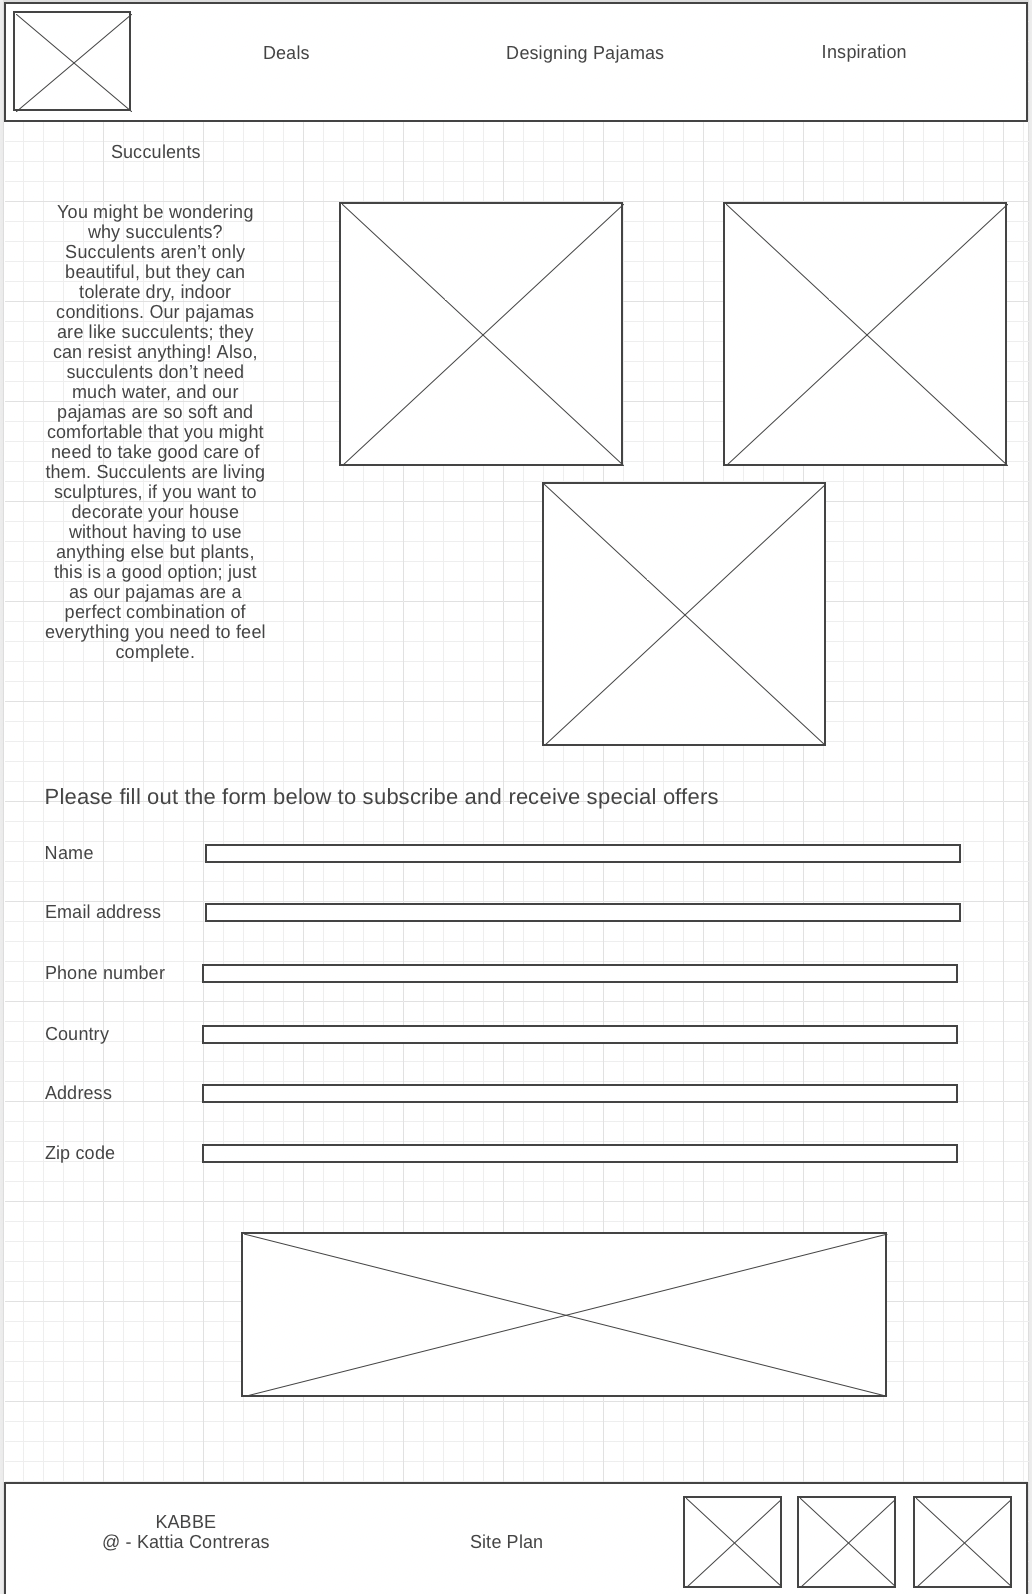 Deals
Designing Pajamas
Inspiration
Succulents
You might be wondering
why succulents?
Succulents aren’t only
beautiful, but they can
tolerate dry, indoor
conditions. Our pajamas
are like succulents; they
can resist anything! Also,
succulents don’t need
much water, and our
pajamas are so soft and
comfortable that you might
need to take good care of
them. Succulents are living
sculptures, if you want to
decorate your house
without having to use
anything else but plants,
this is a good option; just
as our pajamas are a
perfect combination of
everything you need to feel
complete.
Please fill out the form below to subscribe and receive special offers
Name
Email address
Phone number
Country
Address
Zip code
KABBE
@ - Kattia Contreras
Site Plan